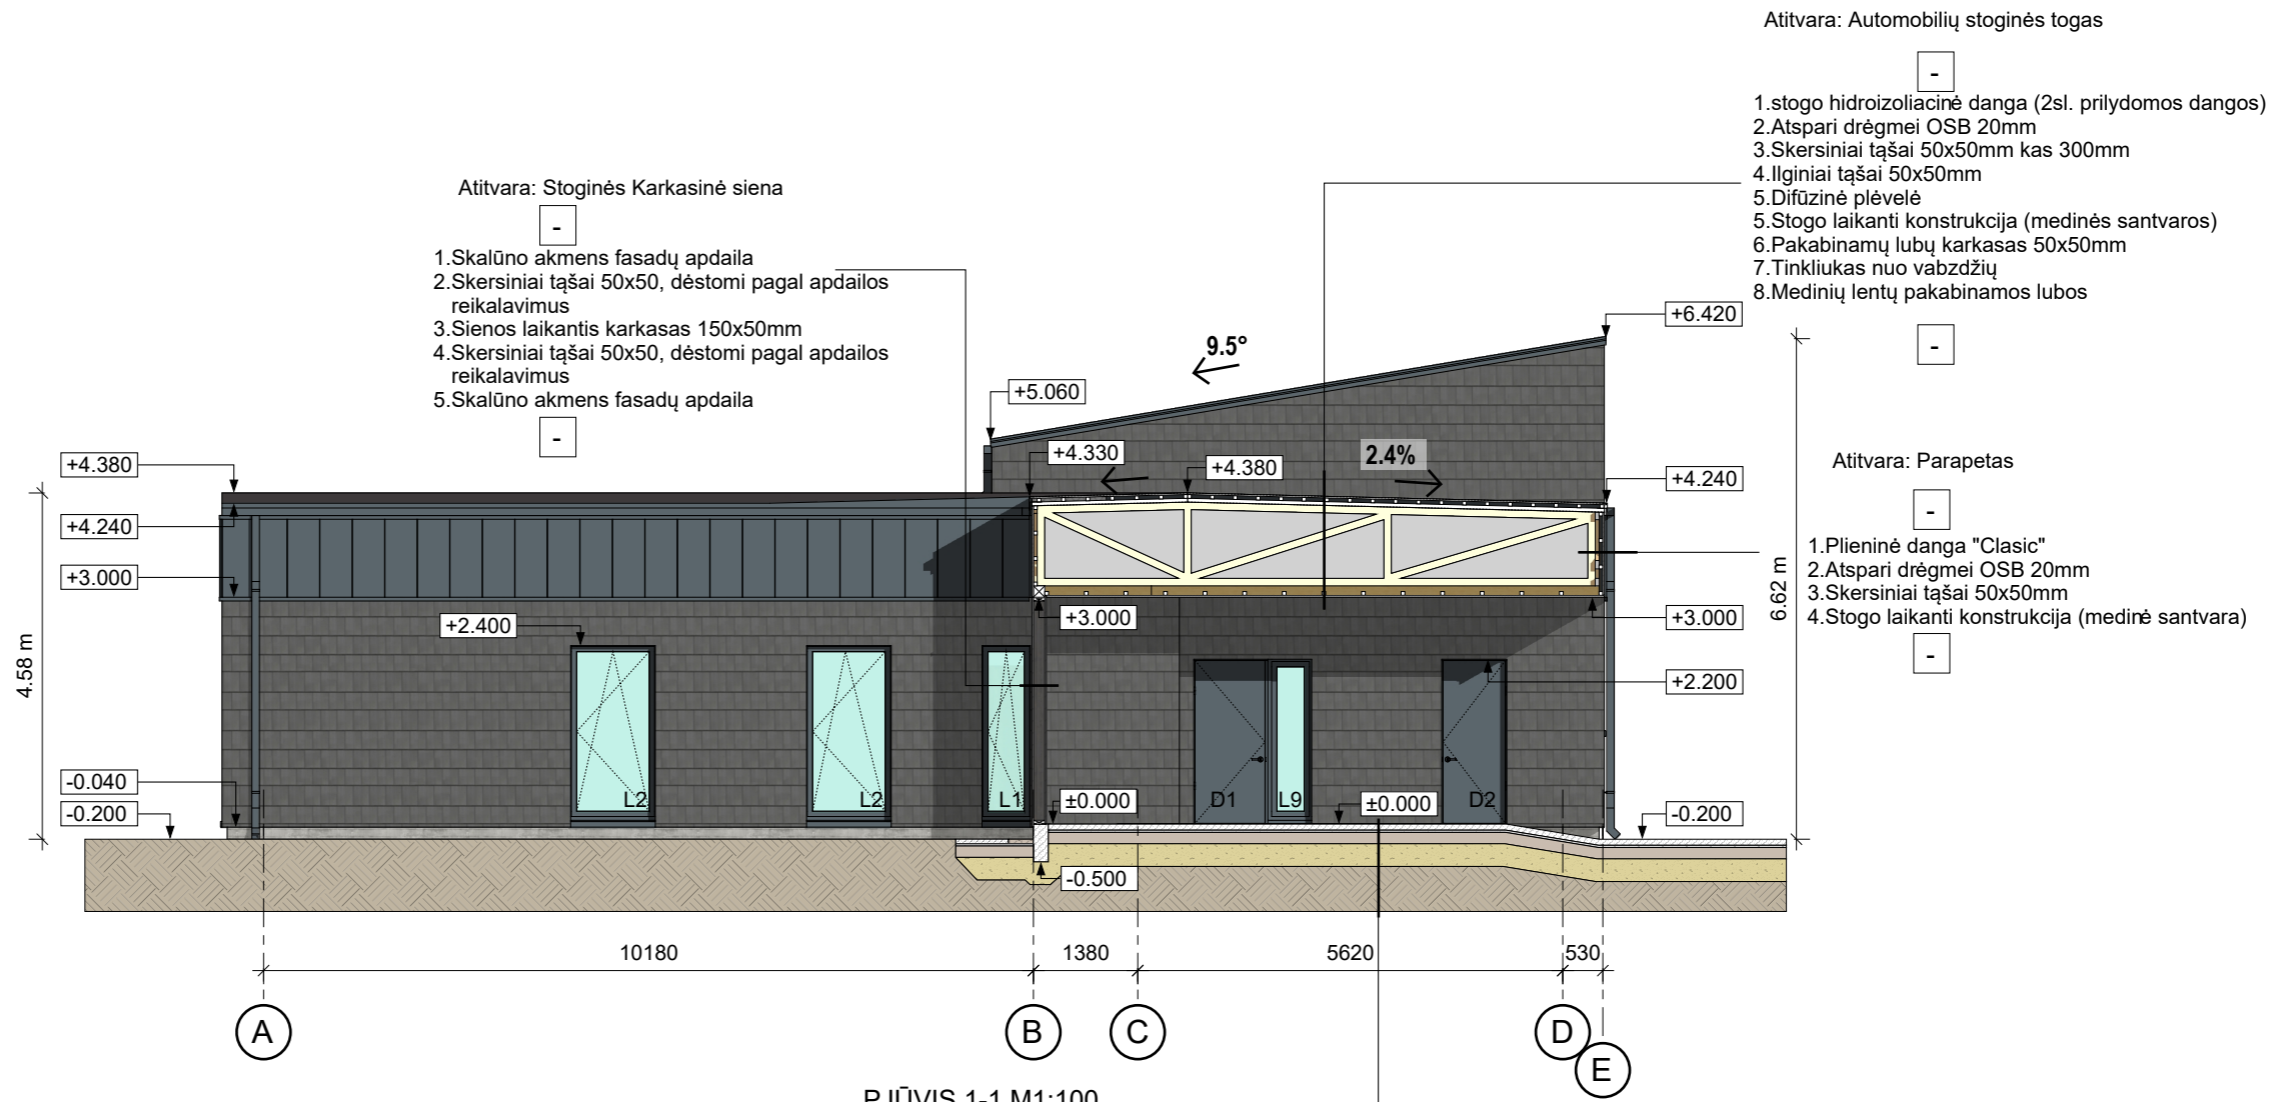 Atitvara: Automobilių stoginės togas
-
1.stogo hidroizoliacinė danga (2sl. prilydomos dangos)
2.Atspari drėgmei OSB 20mm
3.Skersiniai tąšai 50x50mm kas 300mm
4.Ilginiai tąšai 50x50mm
5.Difūzinė plėvelė
5.Stogo laikanti konstrukcija (medinės santvaros)
6.Pakabinamų lubų karkasas 50x50mm
7.Tinkliukas nuo vabzdžių
8.Medinių lentų pakabinamos lubos
-
Atitvara: Stoginės Karkasinė siena
-
1.Skalūno akmens fasadų apdaila
2.Skersiniai tąšai 50x50, dėstomi pagal apdailos
reikalavimus
3.Sienos laikantis karkasas 150x50mm
4.Skersiniai tąšai 50x50, dėstomi pagal apdailos
reikalavimus
5.Skalūno akmens fasadų apdaila
-
Atitvara: Parapetas
-
1.Plieninė danga "Clasic"
2.Atspari drėgmei OSB 20mm
3.Skersiniai tąšai 50x50mm
4.Stogo laikanti konstrukcija (medinė santvara)
-
+6.420
9.5°
+5.060
+4.330
+4.380
2.4%
+4.240
+4.380
+4.240
+3.000
+2.400
+3.000
+3.000
+2.200
4.58 m
6.62 m
-0.040
-0.200
L2
L2
L1
±0.000
D1
L9
±0.000
D2
-0.200
-0.500
10180
1380
5620
530
A
B
C
D
E
PJŪVIS 1-1 M1:100